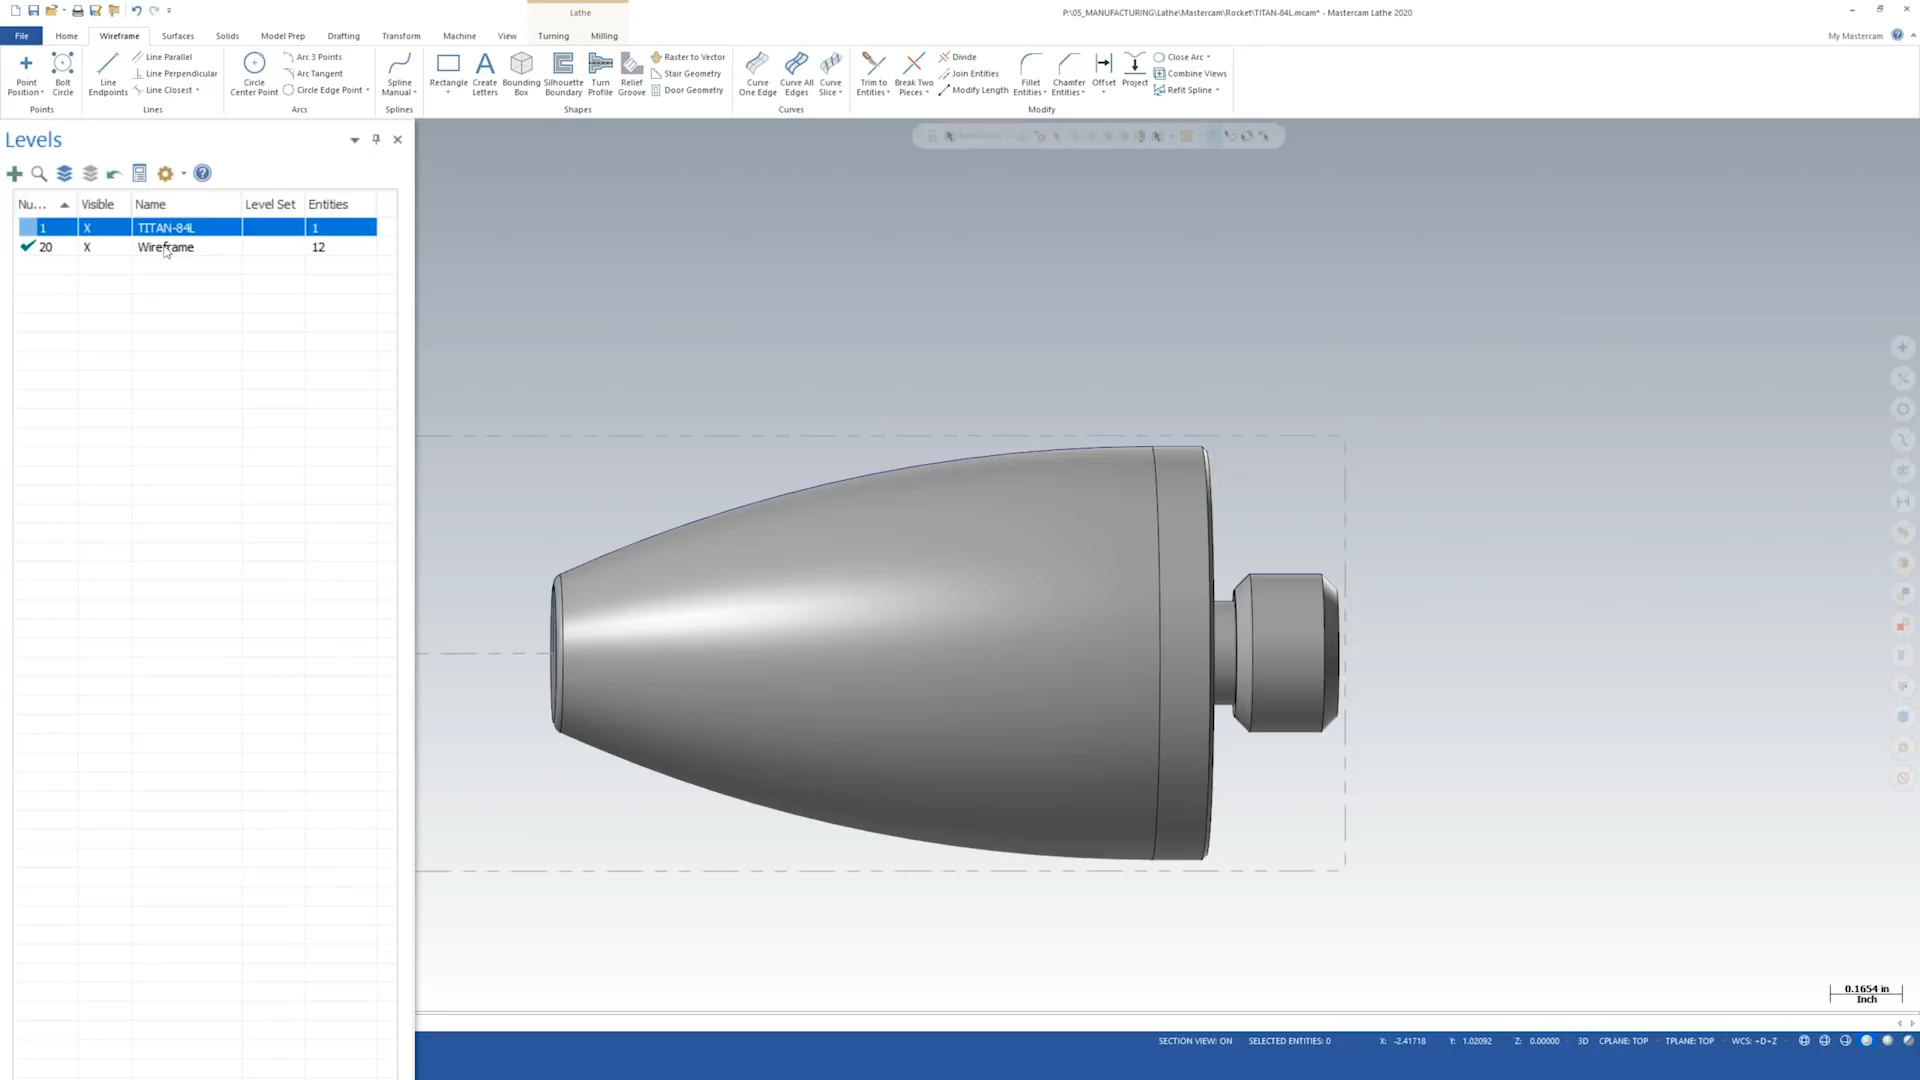 Lathe
P:\05_MANUFACTURING\Lathe\Mastercam\Rocket\TITAN-84L.mcam* - Mastercam Lathe 2020
File Home Wireframe Surfaces Solids Model Prep Drafting Transform Machine View Turning Milling
My Mastercam
Point Position
Bolt Circle
Points
Line Endpoints
Line Parallel
Line Perpendicular
Line Closest
Lines
Circle Center Point
Arc 3 Points
Arc Tangent
Circle Edge Point
Arcs
Spline Manual
Splines
Rectangle
Create Letters
Bounding Box
Silhouette Boundary
Turn Profile
Relief Groove
Raster to Vector
Stair Geometry
Door Geometry
Shapes
Curve One Edge
Curve All Edges
Curve Slice
Curves
Trim to Entities
Break Two Pieces
Divide
Join Entities
Modify Length
Fillet Entities
Chamfer Entities
Offset
Project
Close Arc
Combine Views
Refit Spline
Modify
Levels
Nu... Visible Name Level Set Entities
1 X TITAN-84L 1
20 X Wireframe 12
0.1654 in
Inch
SECTION VIEW: ON SELECTED ENTITIES: 0 X: -2.41718 Y: 1.02092 Z: 0.00000 3D CPLANE: TOP TPLANE: TOP WCS: +D+Z